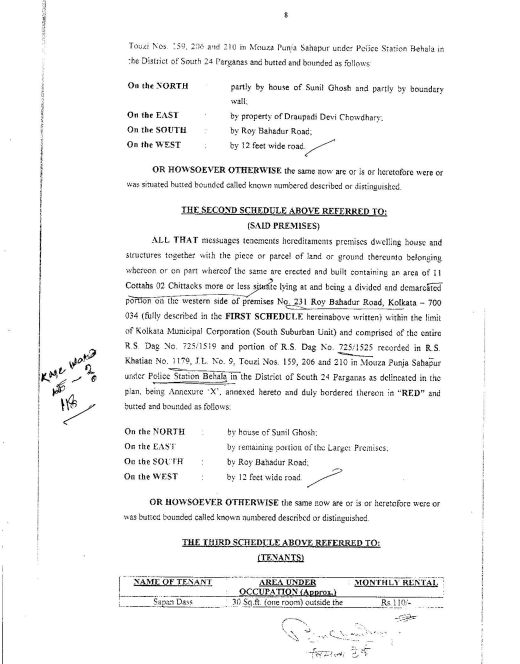 8
Touzi Nos. 159, 206 and 210 in Mouza Punja Sahapur under Police Station Behala in
the District of South 24 Parganas and butted and bounded as follows:
On the NORTH : partly by house of Sunil Ghosh and partly by boundary
wall;
On the EAST : by property of Draupadi Devi Chowdhary;
On the SOUTH : by Roy Bahadur Road;
On the WEST : by 12 feet wide road.
OR HOWSOEVER OTHERWISE the same now are or is or heretofore were or
was situated butted bounded called known numbered described or distinguished.
THE SECOND SCHEDULE ABOVE REFERRED TO:
(SAID PREMISES)
ALL THAT messuages tenements hereditaments premises dwelling house and
structures together with the piece or parcel of land or ground thereunto belonging
whereon or on part whereof the same are erected and built containing an area of 11
Cottahs 02 Chittacks more or less situate lying at and being a divided and demarcated
portion on the western side of premises No. 231 Roy Bahadur Road, Kolkata – 700
034 (fully described in the FIRST SCHEDULE hereinabove written) within the limit
of Kolkata Municipal Corporation (South Suburban Unit) and comprised of the entire
R.S. Dag No. 725/1519 and portion of R.S. Dag No. 725/1525 recorded in R.S.
Khatian No. 1179, J.L. No. 9, Touzi Nos. 159, 206 and 210 in Mouza Punja Sahapur
under Police Station Behala in the District of South 24 Parganas as delineated in the
plan, being Annexure 'X', annexed hereto and duly bordered thereon in "RED" and
butted and bounded as follows:
On the NORTH : by house of Sunil Ghosh;
On the EAST : by remaining portion of the Larger Premises;
On the SOUTH : by Roy Bahadur Road;
On the WEST : by 12 feet wide road.
OR HOWSOEVER OTHERWISE the same now are or is or heretofore were or
was butted bounded called known numbered described or distinguished.
THE THIRD SCHEDULE ABOVE REFERRED TO:
(TENANTS)
NAME OF TENANT AREA UNDER MONTHLY RENTAL
OCCUPATION (Approx.)
Sapan Dass 30 Sq.ft. (one room) outside the Rs 110/-